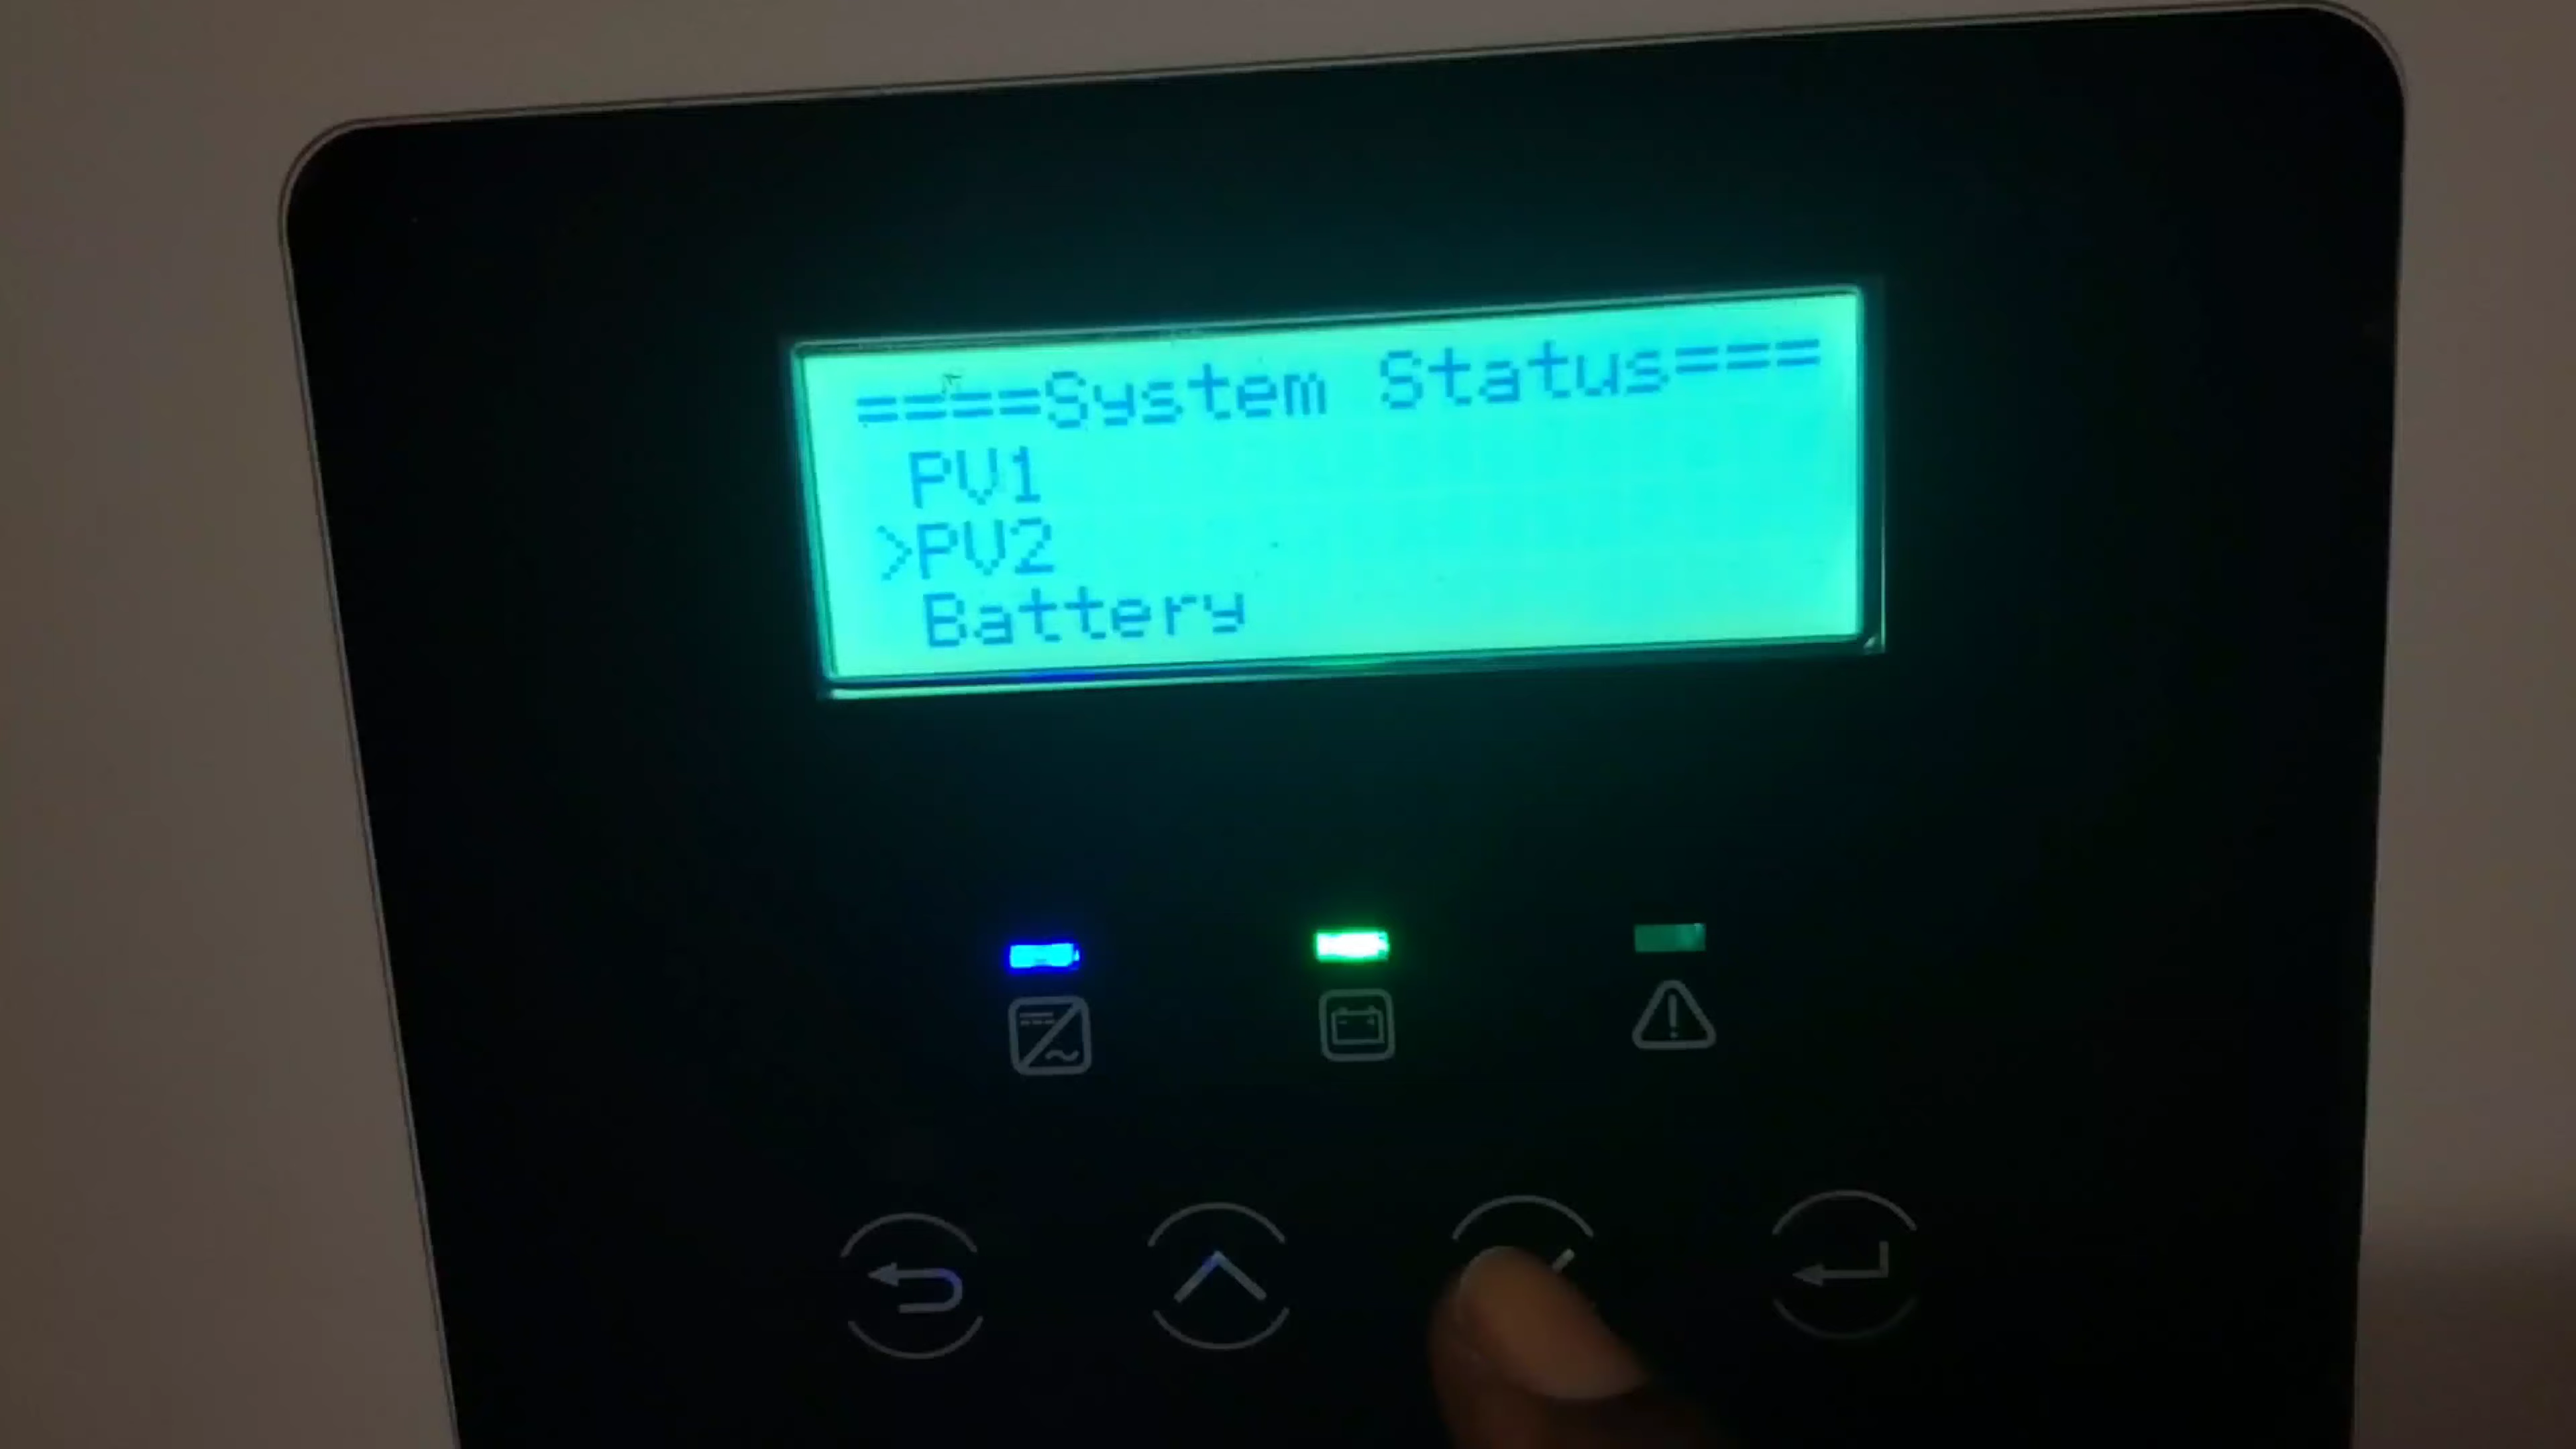 ====System Status===
PV1
>PV2
Battery